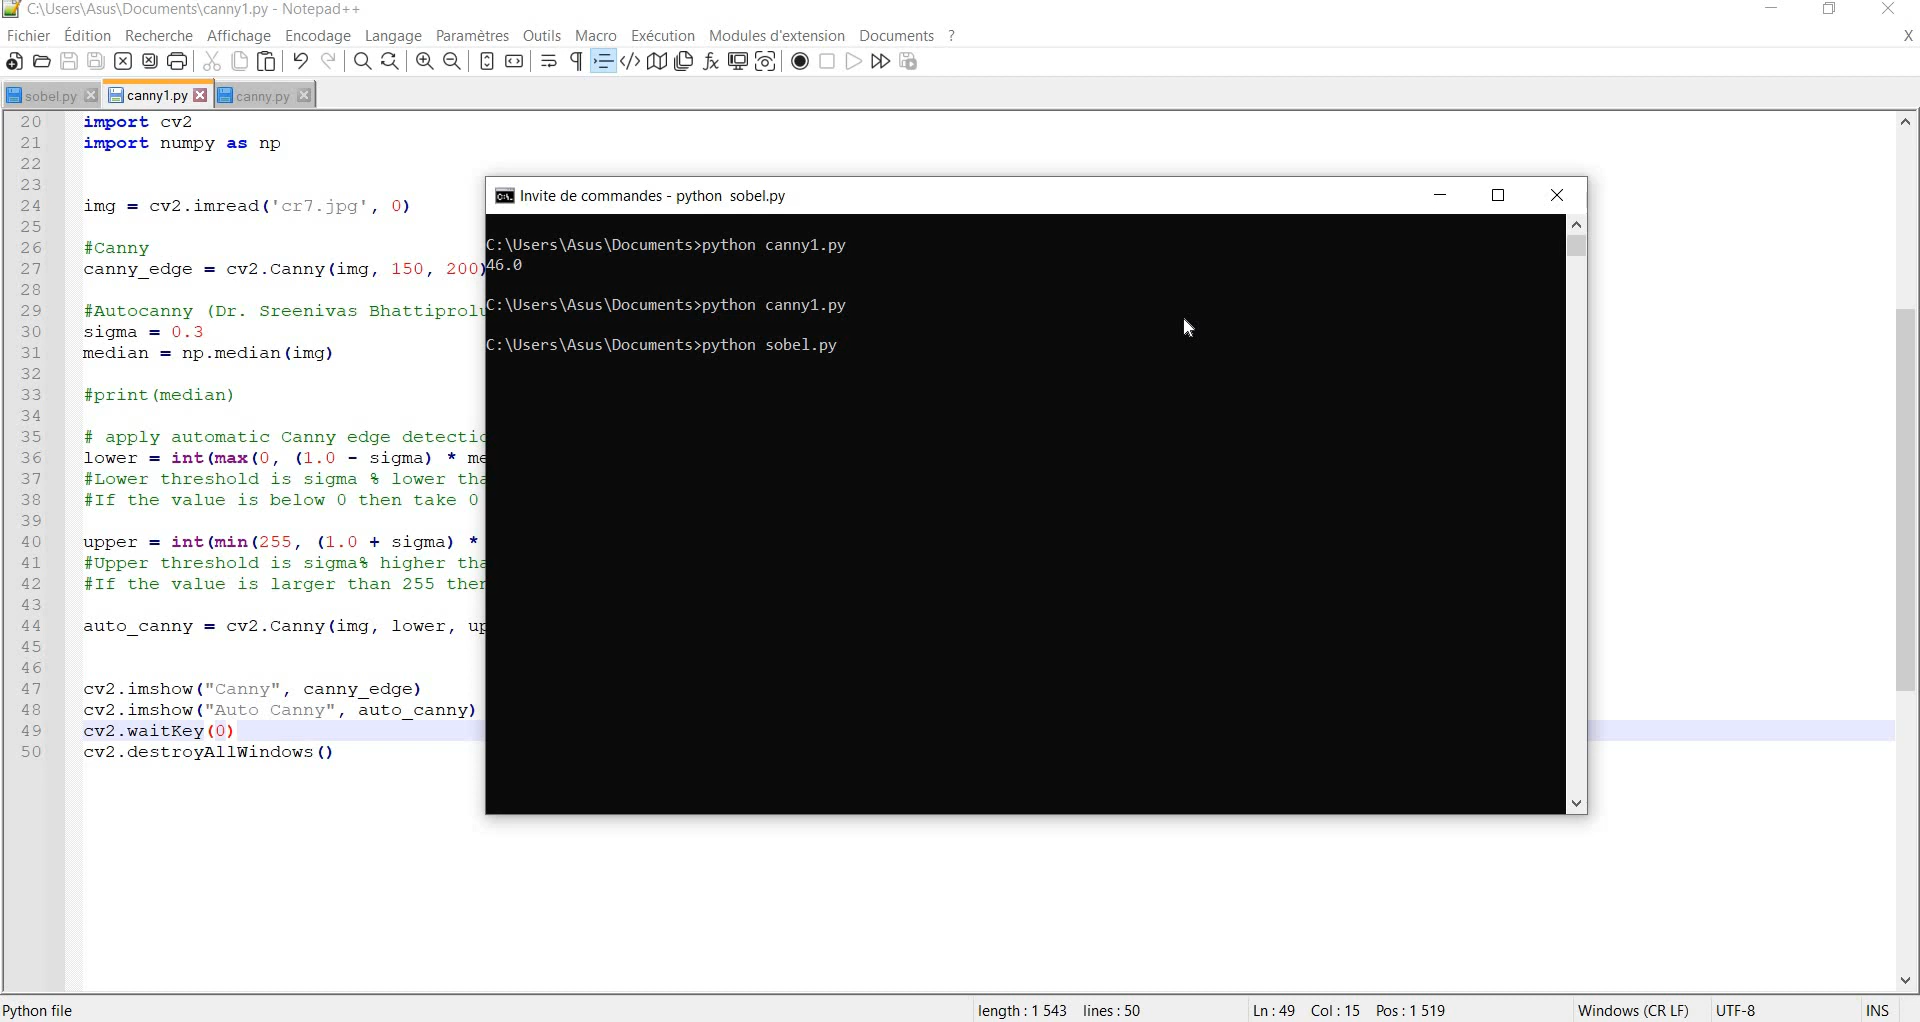 C:\Users\Asus\Documents\canny1.py - Notepad++
Fichier Édition Recherche Affichage Encodage Langage Paramètres Outils Macro Exécution Modules d'extension Documents ? X
sobel.py canny1.py canny.py
20 import cv2
21 import numpy as np
22
23
24 img = cv2.imread('cr7.jpg', 0)
25
26 #Canny
27 canny_edge = cv2.Canny(img, 150, 200)
28
29 #Autocanny (Dr. Sreenivas Bhattiprolu
30 sigma = 0.3
31 median = np.median(img)
32
33 #print(median)
34
35 # apply automatic Canny edge detectio
36 lower = int(max(0, (1.0 - sigma) * me
37 #Lower threshold is sigma % lower tha
38 #If the value is below 0 then take 0
39
40 upper = int(min(255, (1.0 + sigma) *
41 #Upper threshold is sigma% higher tha
42 #If the value is larger than 255 then
43
44 auto_canny = cv2.Canny(img, lower, up
45
46
47 cv2.imshow("Canny", canny_edge)
48 cv2.imshow("Auto Canny", auto_canny)
49 cv2.waitKey(0)
50 cv2.destroyAllWindows()
Invite de commandes - python sobel.py
C:\Users\Asus\Documents>python canny1.py
46.0
C:\Users\Asus\Documents>python canny1.py
C:\Users\Asus\Documents>python sobel.py
Python file length : 1 543 lines : 50 Ln : 49 Col : 15 Pos : 1 519 Windows (CR LF) UTF-8 INS